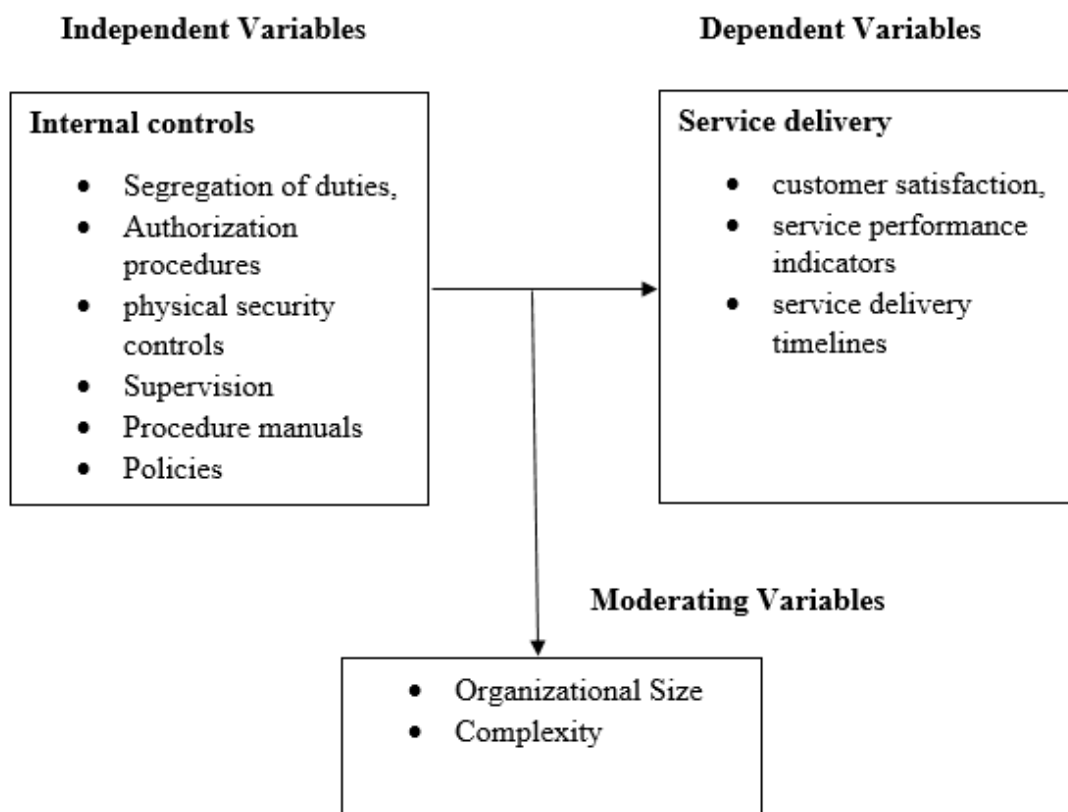 Independent Variables
Dependent Variables
Internal controls
• Segregation of duties,
• Authorization
procedures
• physical security
controls
• Supervision
• Procedure manuals
• Policies
Service delivery
• customer satisfaction,
• service performance
indicators
• service delivery
timelines
Moderating Variables
• Organizational Size
• Complexity